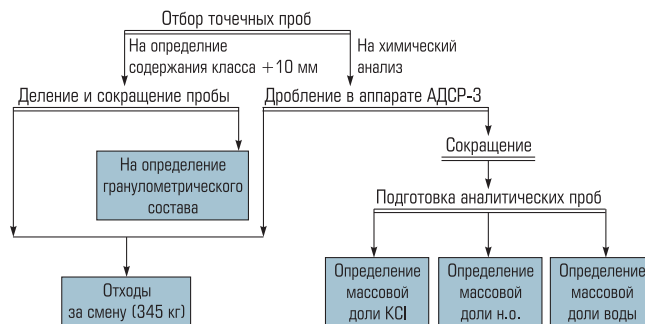 Отбор точечных проб
На определние
содержания класса +10 мм
На химический
анализ
Деление и сокращение пробы
Дробление в аппарате АДСР-3
Сокращение
На определение
гранулометрического
состава
Подготовка аналитических проб
Отходы
за смену (345 кг)
Определение
массовой
доли KCl
Определение
массовой
доли н.о.
Определение
массовой
доли воды